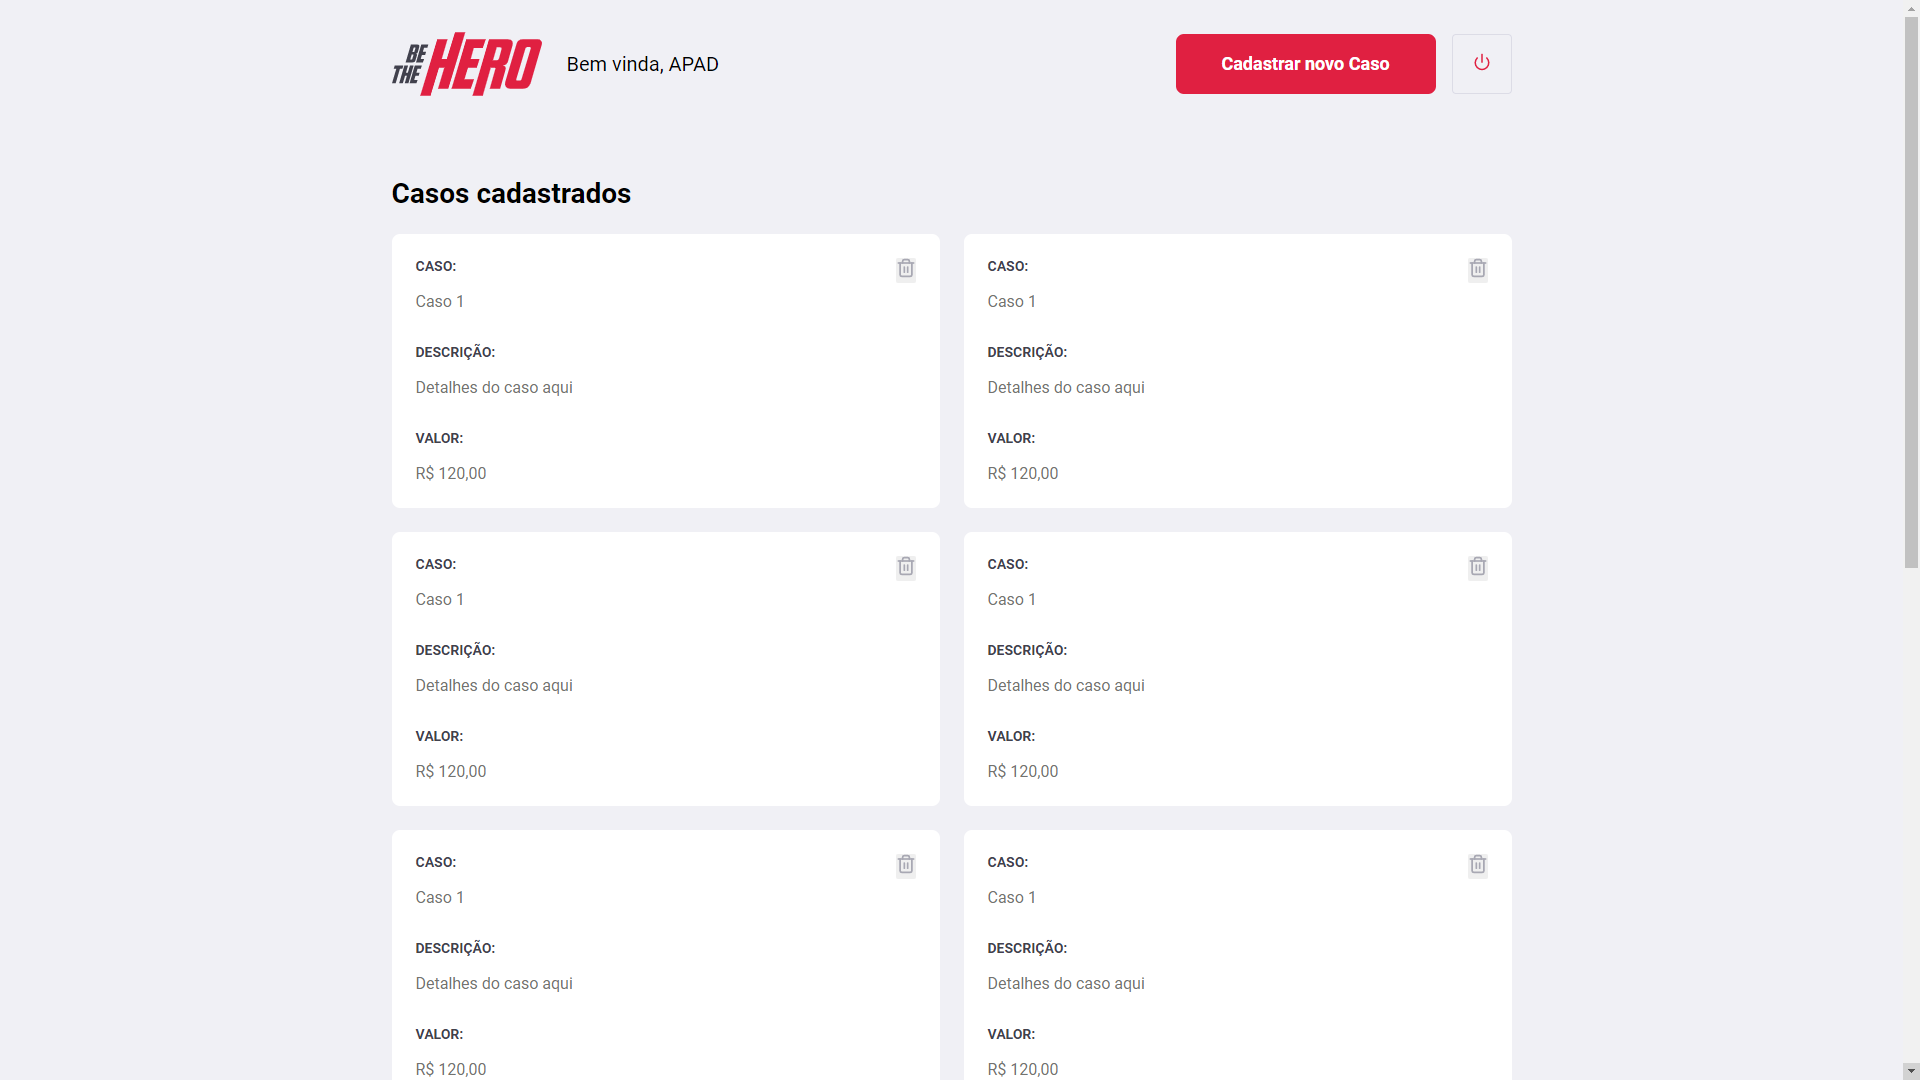 BE THE HERO
Bem vinda, APAD
Cadastrar novo Caso
Casos cadastrados
CASO:
Caso 1
DESCRIÇÃO:
Detalhes do caso aqui
VALOR:
R$ 120,00
CASO:
Caso 1
DESCRIÇÃO:
Detalhes do caso aqui
VALOR:
R$ 120,00
CASO:
Caso 1
DESCRIÇÃO:
Detalhes do caso aqui
VALOR:
R$ 120,00
CASO:
Caso 1
DESCRIÇÃO:
Detalhes do caso aqui
VALOR:
R$ 120,00
CASO:
Caso 1
DESCRIÇÃO:
Detalhes do caso aqui
VALOR:
R$ 120,00
CASO:
Caso 1
DESCRIÇÃO:
Detalhes do caso aqui
VALOR:
R$ 120,00